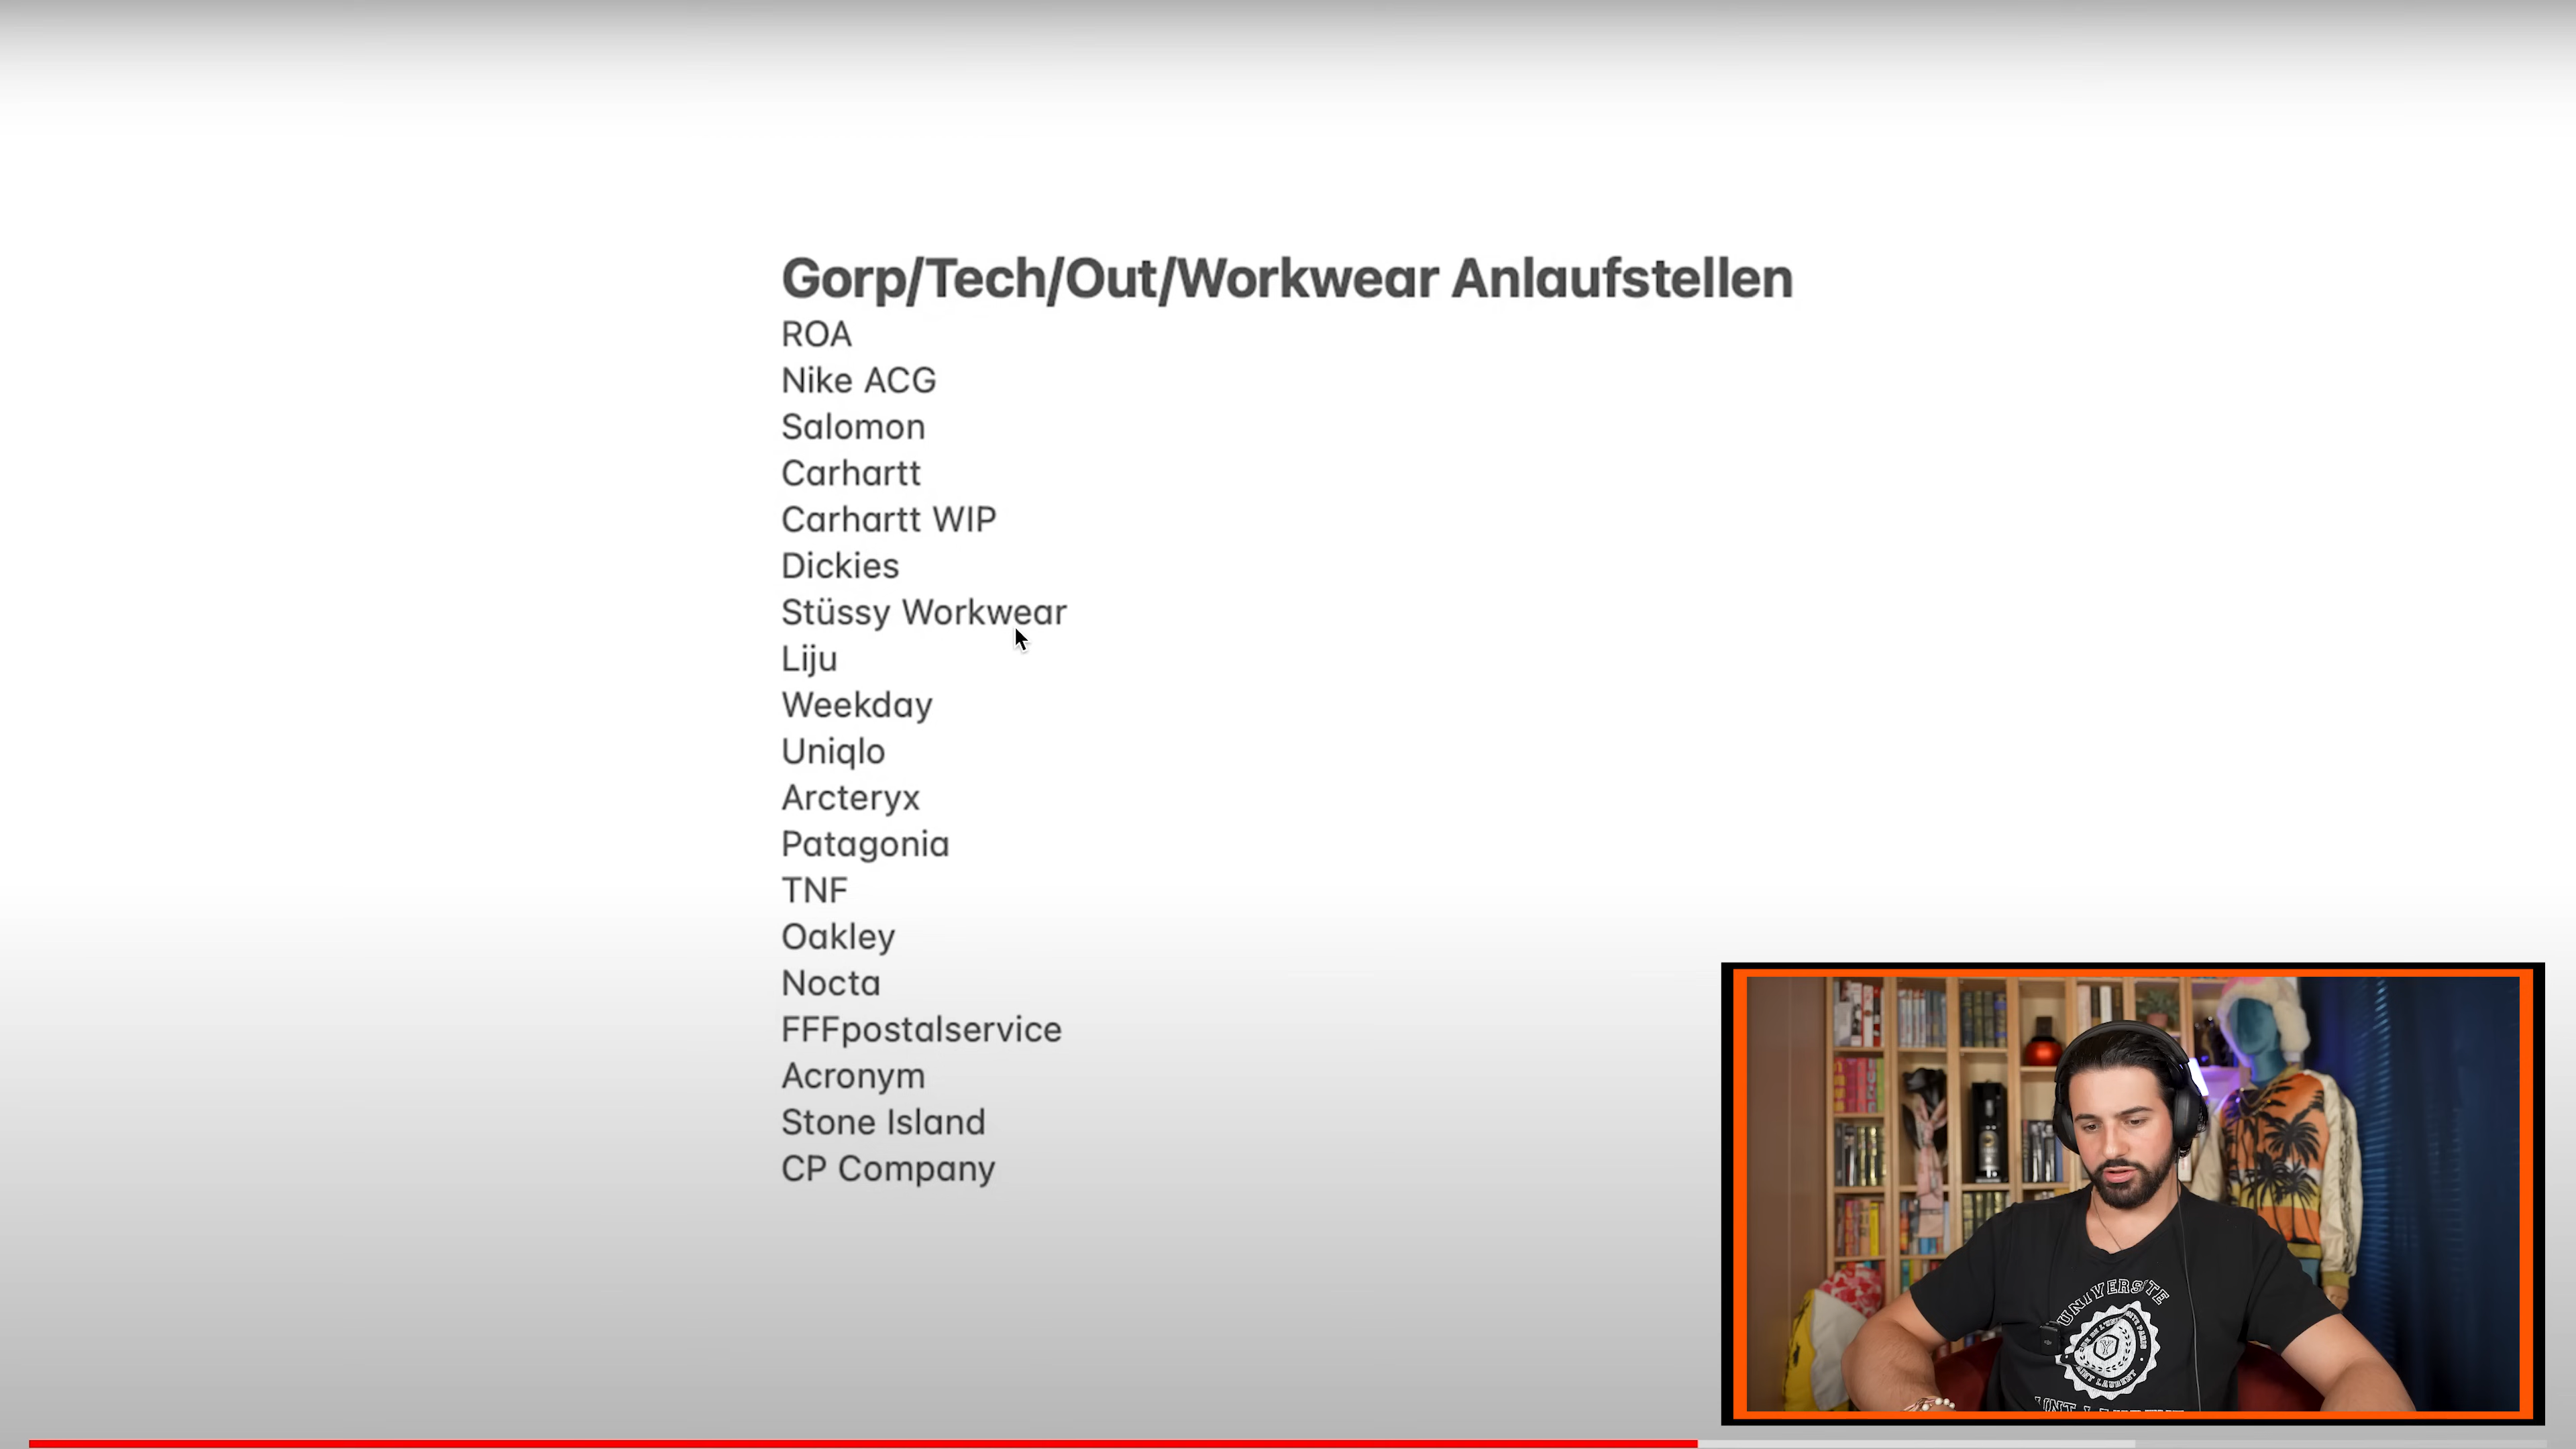 Gorp/Tech/Out/Workwear Anlaufstellen
ROA
Nike ACG
Salomon
Carhartt
Carhartt WIP
Dickies
Stüssy Workwear
Liju
Weekday
Uniqlo
Arcteryx
Patagonia
TNF
Oakley
Nocta
FFFpostalservice
Acronym
Stone Island
CP Company
UNIVERSITE